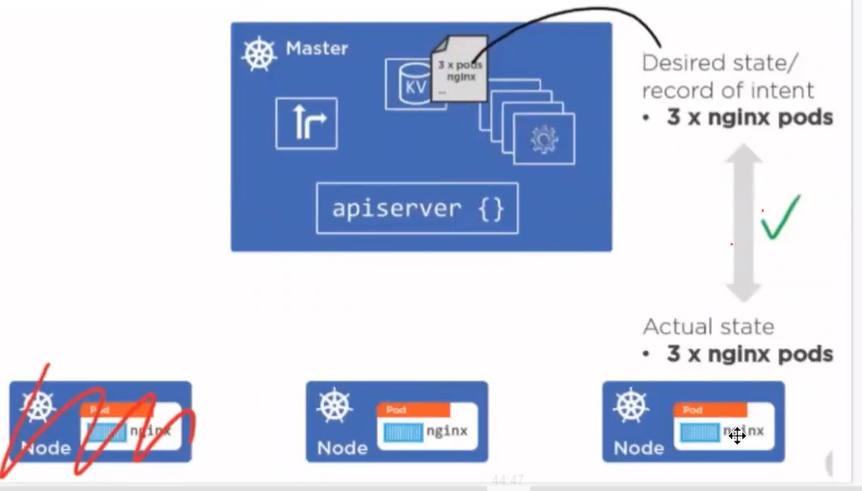 Master
3 x pods
nginx
...
KV
apiserver {}
Desired state/
record of intent
• 3 x nginx pods
Actual state
• 3 x nginx pods
Pod
nginx
Node
Pod
nginx
Node
Pod
nginx
Node
44:47